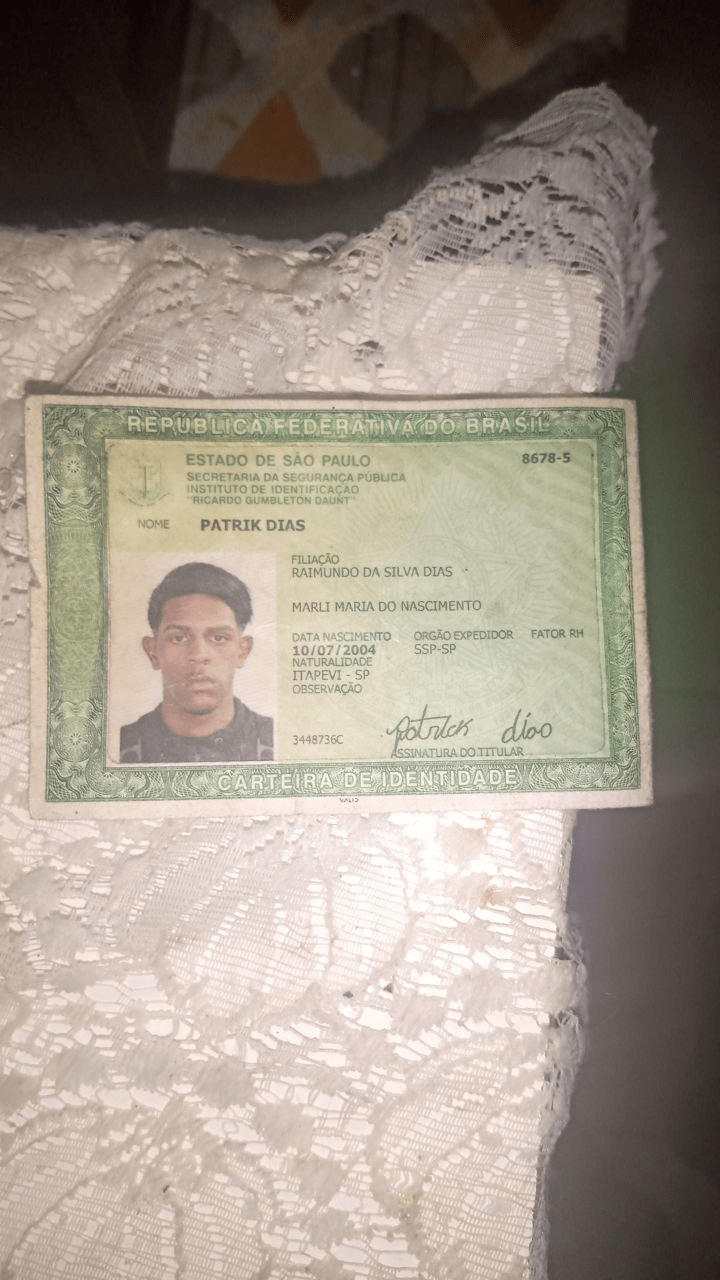 REPÚBLICA FEDERATIVA DO BRASIL
ESTADO DE SÃO PAULO 8678-5
SECRETARIA DA SEGURANÇA PÚBLICA
INSTITUTO DE IDENTIFICAÇÃO
"RICARDO GUMBLETON DAUNT"
NOME PATRIK DIAS
FILIAÇÃO
RAIMUNDO DA SILVA DIAS
MARLI MARIA DO NASCIMENTO
DATA NASCIMENTO ORGÃO EXPEDIDOR FATOR RH
10/07/2004 SSP-SP
NATURALIDADE
ITAPEVI - SP
OBSERVAÇÃO
3448736C
Patrick dias
ASSINATURA DO TITULAR
CARTEIRA DE IDENTIDADE